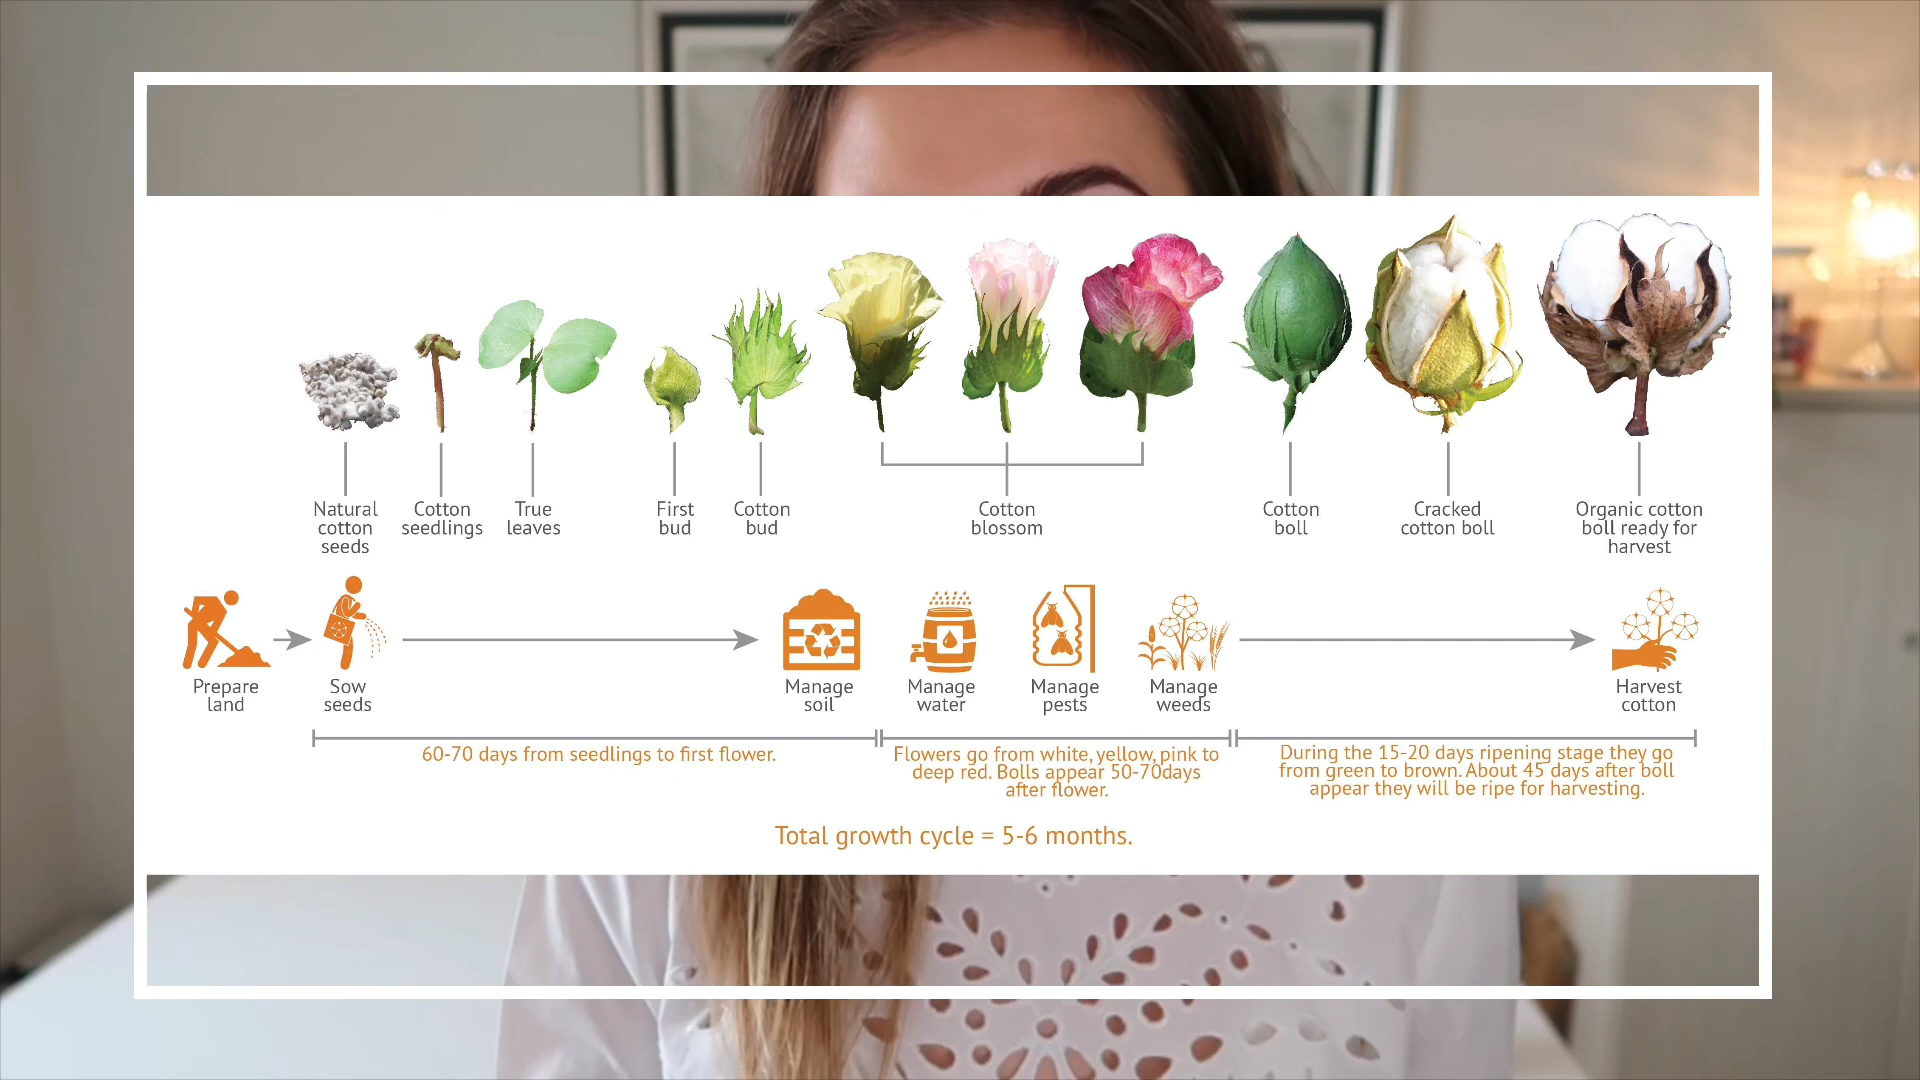 Natural
cotton
seeds
Cotton
seedlings
True
leaves
First
bud
Cotton
bud
Cotton
blossom
Cotton
boll
Cracked
cotton boll
Organic cotton
boll ready for
harvest
Prepare
land
Sow
seeds
Manage
soil
Manage
water
Manage
pests
Manage
weeds
Harvest
cotton
60-70 days from seedlings to first flower.
Flowers go from white, yellow, pink to
deep red. Bolls appear 50-70days
after flower.
During the 15-20 days ripening stage they go
from green to brown. About 45 days after boll
appear they will be ripe for harvesting.
Total growth cycle = 5-6 months.